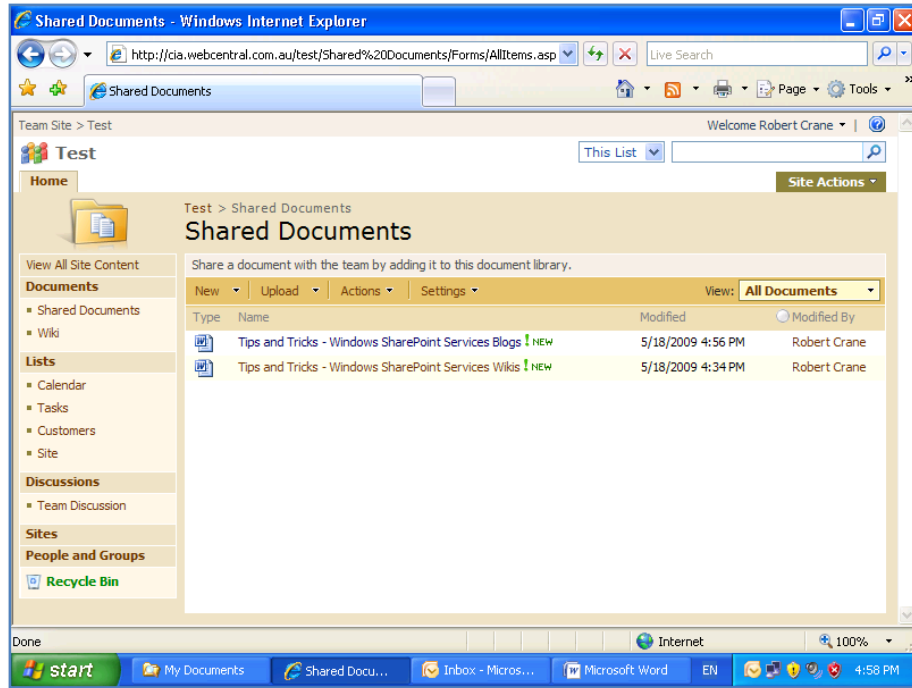 Shared Documents - Windows Internet Explorer
http://cia.webcentral.com.au/test/Shared%20Documents/Forms/AllItems.asp
Live Search
Shared Documents
Page
Tools
»
Team Site > Test
Welcome Robert Crane
Test
This List
Home
Site Actions
Test > Shared Documents
Shared Documents
View All Site Content
Share a document with the team by adding it to this document library.
Documents
New
Upload
Actions
Settings
View: All Documents
Shared Documents
Type Name Modified Modified By
Wiki
Tips and Tricks - Windows SharePoint Services Blogs ! NEW 5/18/2009 4:56 PM Robert Crane
Lists
Tips and Tricks - Windows SharePoint Services Wikis ! NEW 5/18/2009 4:34 PM Robert Crane
Calendar
Tasks
Customers
Site
Discussions
Team Discussion
Sites
People and Groups
Recycle Bin
Done
Internet
100%
start
My Documents
Shared Docu...
Inbox - Micros...
Microsoft Word
EN
4:58 PM